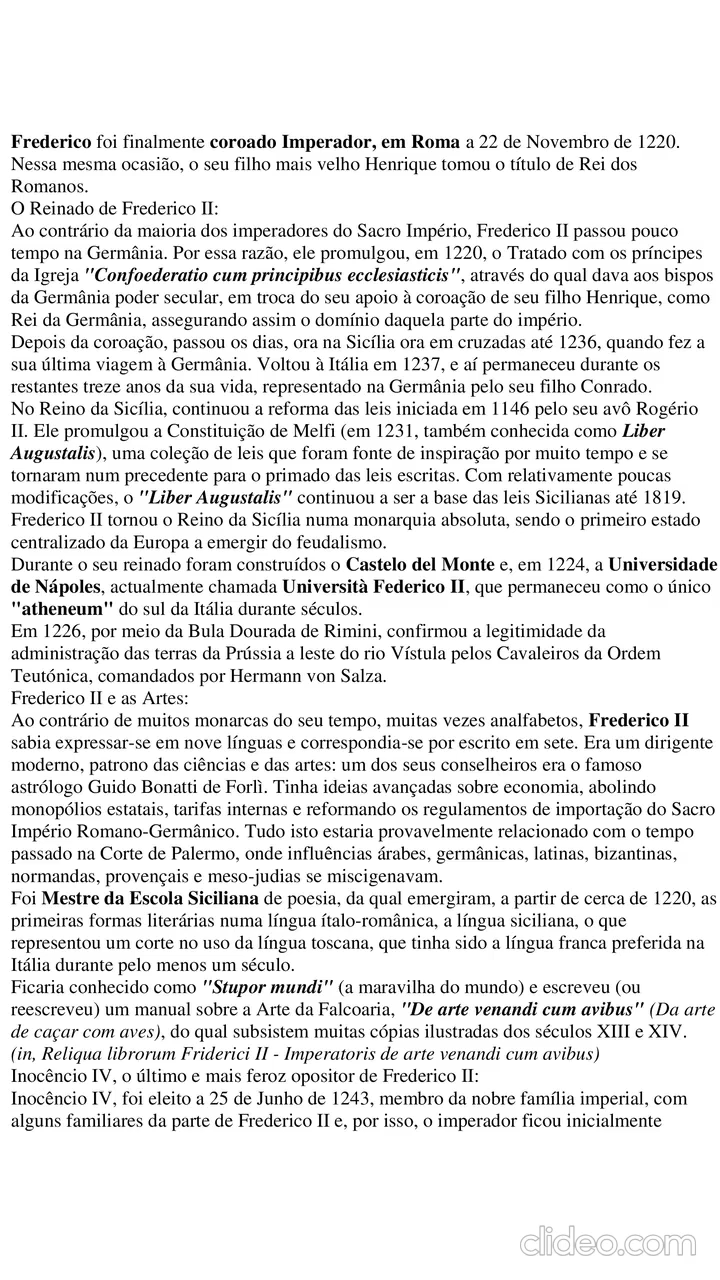 Frederico foi finalmente coroado Imperador, em Roma a 22 de Novembro de 1220.
Nessa mesma ocasião, o seu filho mais velho Henrique tomou o título de Rei dos
Romanos.
O Reinado de Frederico II:
Ao contrário da maioria dos imperadores do Sacro Império, Frederico II passou pouco
tempo na Germânia. Por essa razão, ele promulgou, em 1220, o Tratado com os príncipes
da Igreja "Confoederatio cum principibus ecclesiasticis", através do qual dava aos bispos
da Germânia poder secular, em troca do seu apoio à coroação de seu filho Henrique, como
Rei da Germânia, assegurando assim o domínio daquela parte do império.
Depois da coroação, passou os dias, ora na Sicília ora em cruzadas até 1236, quando fez a
sua última viagem à Germânia. Voltou à Itália em 1237, e aí permaneceu durante os
restantes treze anos da sua vida, representado na Germânia pelo seu filho Conrado.
No Reino da Sicília, continuou a reforma das leis iniciada em 1146 pelo seu avô Rogério
II. Ele promulgou a Constituição de Melfi (em 1231, também conhecida como Liber
Augustalis), uma coleção de leis que foram fonte de inspiração por muito tempo e se
tornaram num precedente para o primado das leis escritas. Com relativamente poucas
modificações, o "Liber Augustalis" continuou a ser a base das leis Sicilianas até 1819.
Frederico II tornou o Reino da Sicília numa monarquia absoluta, sendo o primeiro estado
centralizado da Europa a emergir do feudalismo.
Durante o seu reinado foram construídos o Castelo del Monte e, em 1224, a Universidade
de Nápoles, actualmente chamada Università Federico II, que permaneceu como o único
"atheneum" do sul da Itália durante séculos.
Em 1226, por meio da Bula Dourada de Rimini, confirmou a legitimidade da
administração das terras da Prússia a leste do rio Vístula pelos Cavaleiros da Ordem
Teutónica, comandados por Hermann von Salza.
Frederico II e as Artes:
Ao contrário de muitos monarcas do seu tempo, muitas vezes analfabetos, Frederico II
sabia expressar-se em nove línguas e correspondia-se por escrito em sete. Era um dirigente
moderno, patrono das ciências e das artes: um dos seus conselheiros era o famoso
astrólogo Guido Bonatti de Forlì. Tinha ideias avançadas sobre economia, abolindo
monopólios estatais, tarifas internas e reformando os regulamentos de importação do Sacro
Império Romano-Germânico. Tudo isto estaria provavelmente relacionado com o tempo
passado na Corte de Palermo, onde influências árabes, germânicas, latinas, bizantinas,
normandas, provençais e meso-judias se miscigenavam.
Foi Mestre da Escola Siciliana de poesia, da qual emergiram, a partir de cerca de 1220, as
primeiras formas literárias numa língua ítalo-românica, a língua siciliana, o que
representou um corte no uso da língua toscana, que tinha sido a língua franca preferida na
Itália durante pelo menos um século.
Ficaria conhecido como "Stupor mundi" (a maravilha do mundo) e escreveu (ou
reescreveu) um manual sobre a Arte da Falcoaria, "De arte venandi cum avibus" (Da arte
de caçar com aves), do qual subsistem muitas cópias ilustradas dos séculos XIII e XIV.
(in, Reliqua librorum Friderici II - Imperatoris de arte venandi cum avibus)
Inocêncio IV, o último e mais feroz opositor de Frederico II:
Inocêncio IV, foi eleito a 25 de Junho de 1243, membro da nobre família imperial, com
alguns familiares da parte de Frederico II e, por isso, o imperador ficou inicialmente
clideo.com